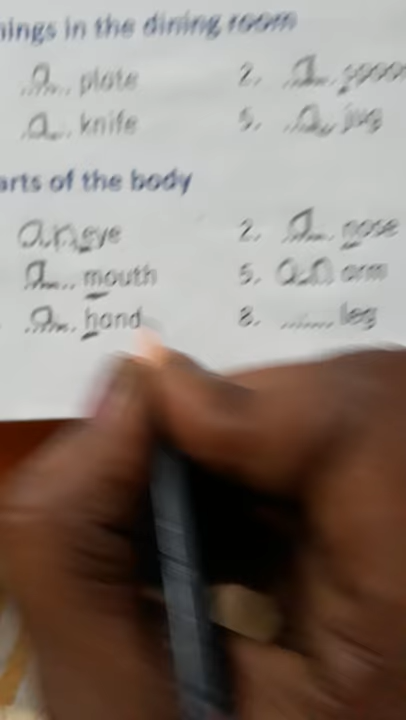 ings in the dining room
a plate 2. a spoo
a knife 5. a jug
arts of the body
an eye 2. a nose
a mouth 5. an arm
a hand 8. ...... leg